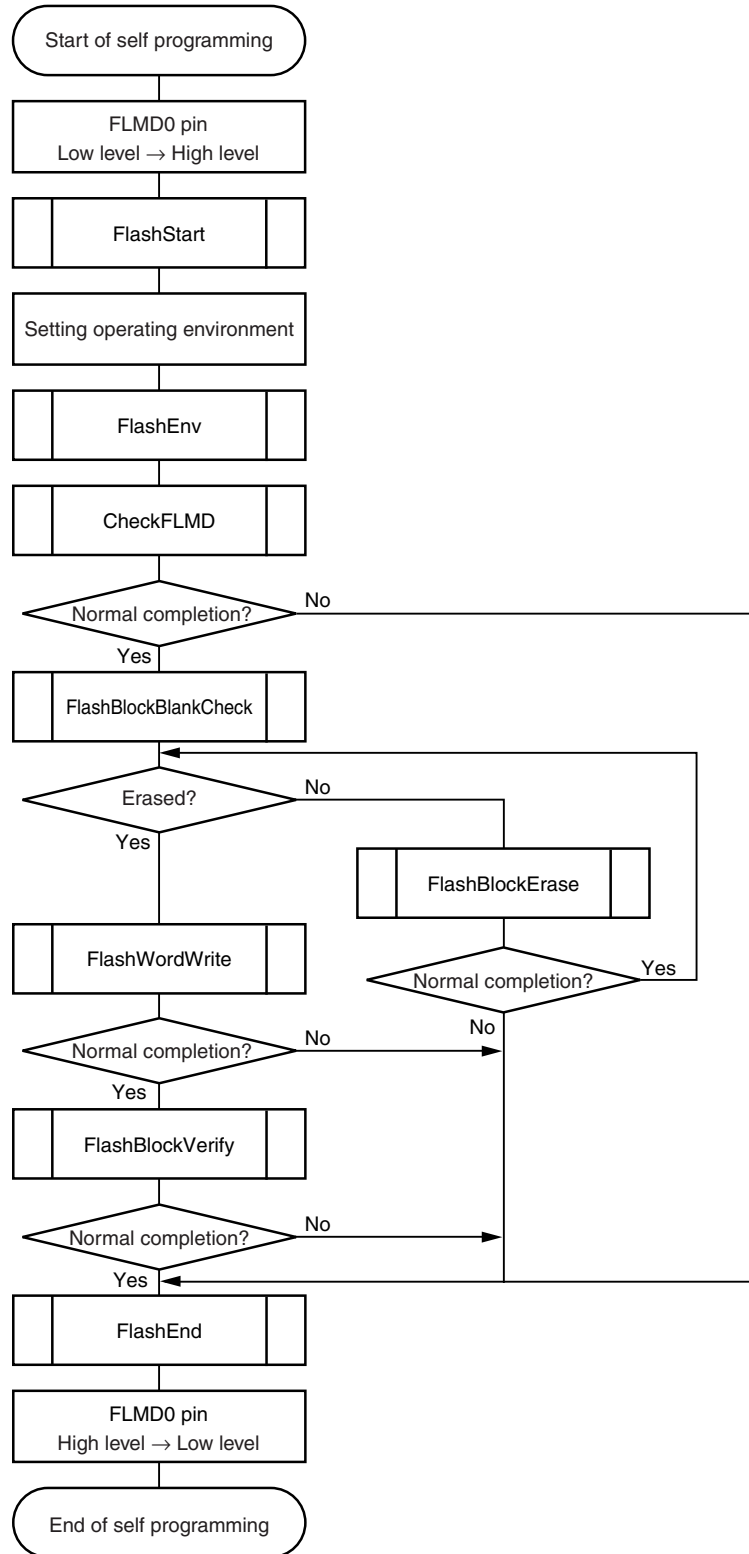 Start of self programming
FLMD0 pin
Low level → High level
FlashStart
Setting operating environment
FlashEnv
CheckFLMD
Normal completion?
No
Yes
FlashBlockBlankCheck
Erased?
No
Yes
FlashBlockErase
Normal completion?
Yes
No
FlashWordWrite
Normal completion?
No
Yes
FlashBlockVerify
Normal completion?
No
Yes
FlashEnd
FLMD0 pin
High level → Low level
End of self programming